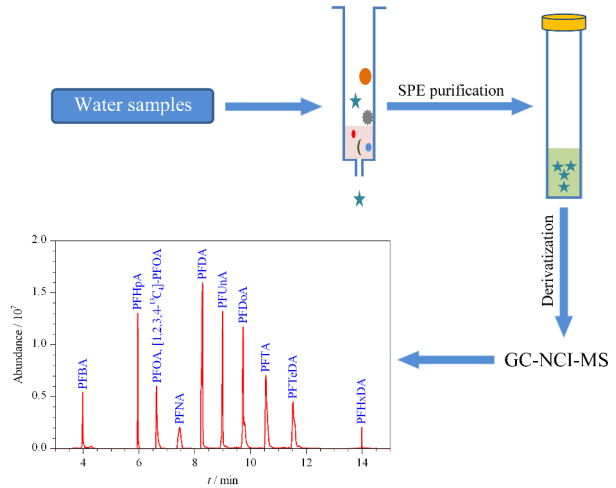 Water samples
SPE purification
Derivatization
GC-NCI-MS
Abundance / 10⁷
2.0
1.5
1.0
0.5
0.0
PFBA
PFHpA
PFOA, [1,2,3,4-¹³C₄]-PFOA
PFNA
PFDA
PFUnA
PFDoA
PFTA
PFTeDA
PFHxDA
4 6 8 10 12 14
t / min